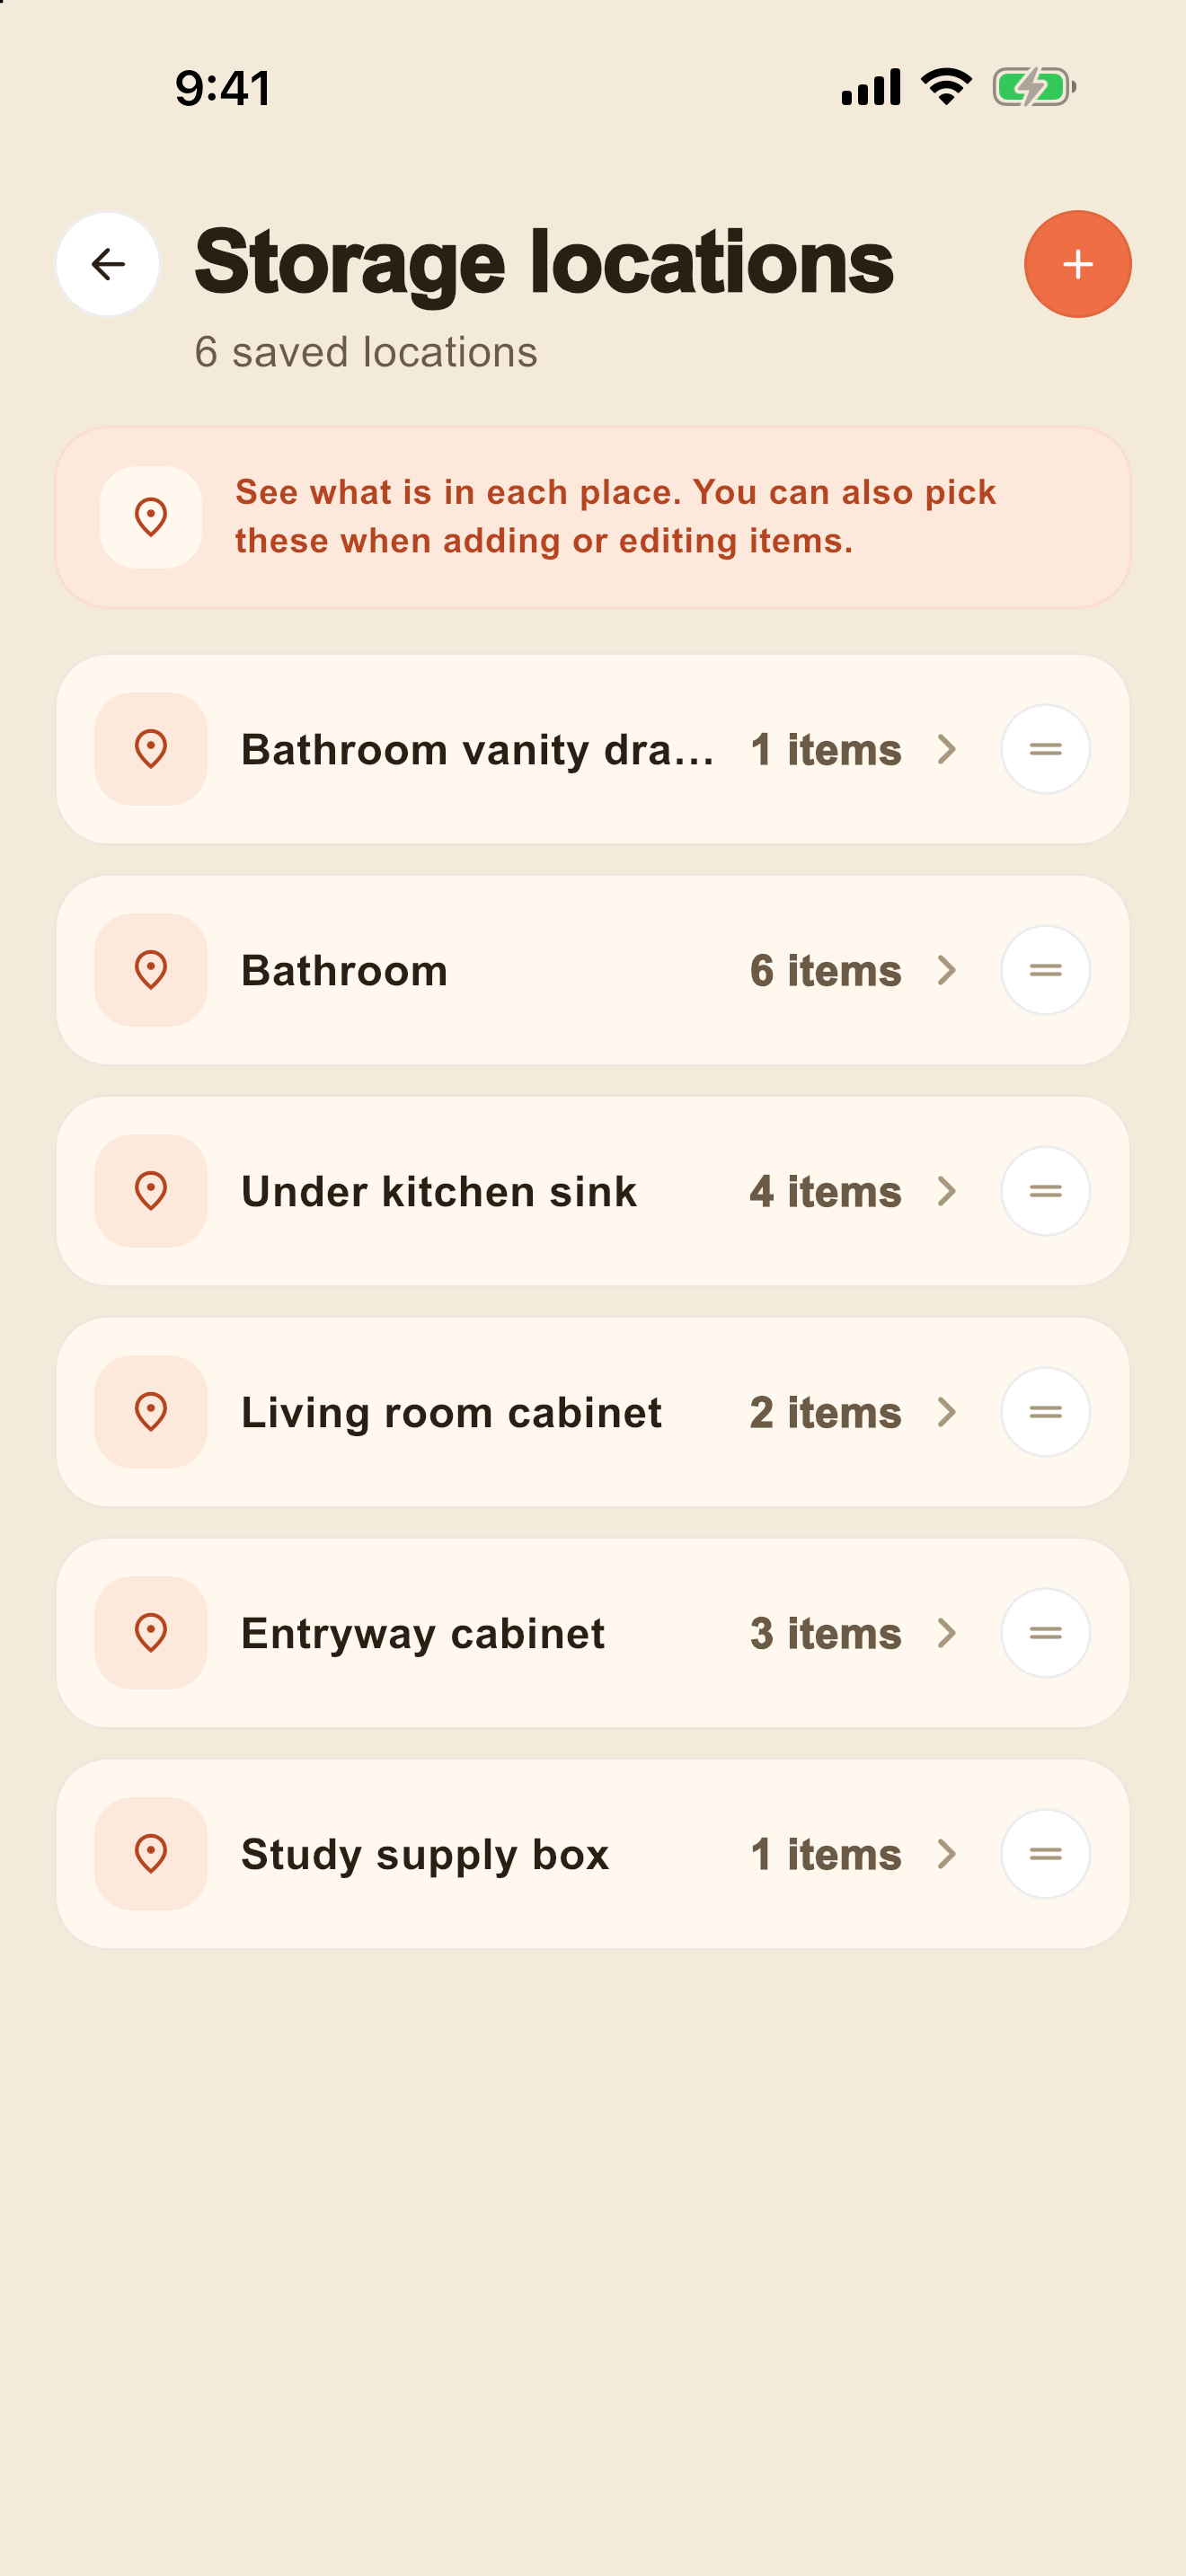 9:41
Storage locations
6 saved locations
See what is in each place. You can also pick
these when adding or editing items.
Bathroom vanity dra... 1 items
Bathroom 6 items
Under kitchen sink 4 items
Living room cabinet 2 items
Entryway cabinet 3 items
Study supply box 1 items